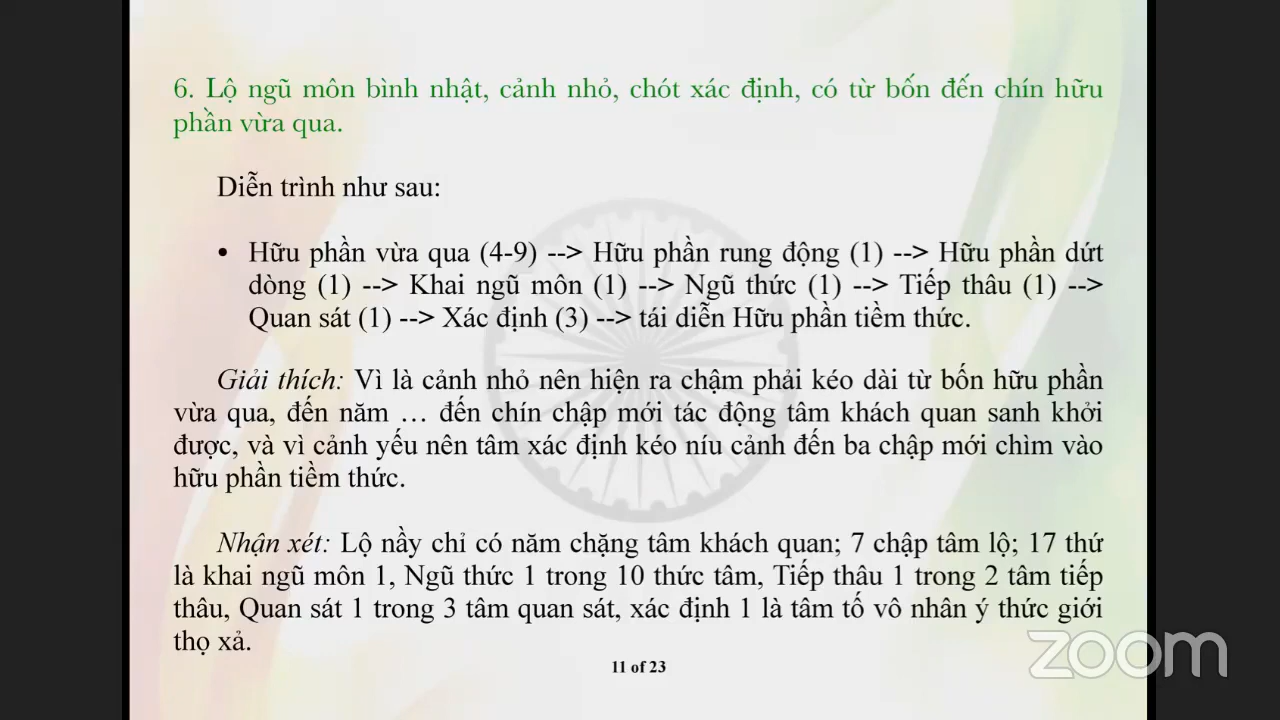 6. Lộ ngũ môn bình nhật, cảnh nhỏ, chót xác định, có từ bốn đến chín hữu
phần vừa qua.
Diễn trình như sau:
• Hữu phần vừa qua (4-9) --> Hữu phần rung động (1) --> Hữu phần dứt
dòng (1) --> Khai ngũ môn (1) --> Ngũ thức (1) --> Tiếp thâu (1) -->
Quan sát (1) --> Xác định (3) --> tái diễn Hữu phần tiềm thức.
Giải thích: Vì là cảnh nhỏ nên hiện ra chậm phải kéo dài từ bốn hữu phần
vừa qua, đến năm … đến chín chập mới tác động tâm khách quan sanh khởi
được, và vì cảnh yếu nên tâm xác định kéo níu cảnh đến ba chập mới chìm vào
hữu phần tiềm thức.
Nhận xét: Lộ nầy chỉ có năm chặng tâm khách quan; 7 chập tâm lộ; 17 thứ
là khai ngũ môn 1, Ngũ thức 1 trong 10 thức tâm, Tiếp thâu 1 trong 2 tâm tiếp
thâu, Quan sát 1 trong 3 tâm quan sát, xác định 1 là tâm tố vô nhân ý thức giới
thọ xả.
11 of 23
zoom